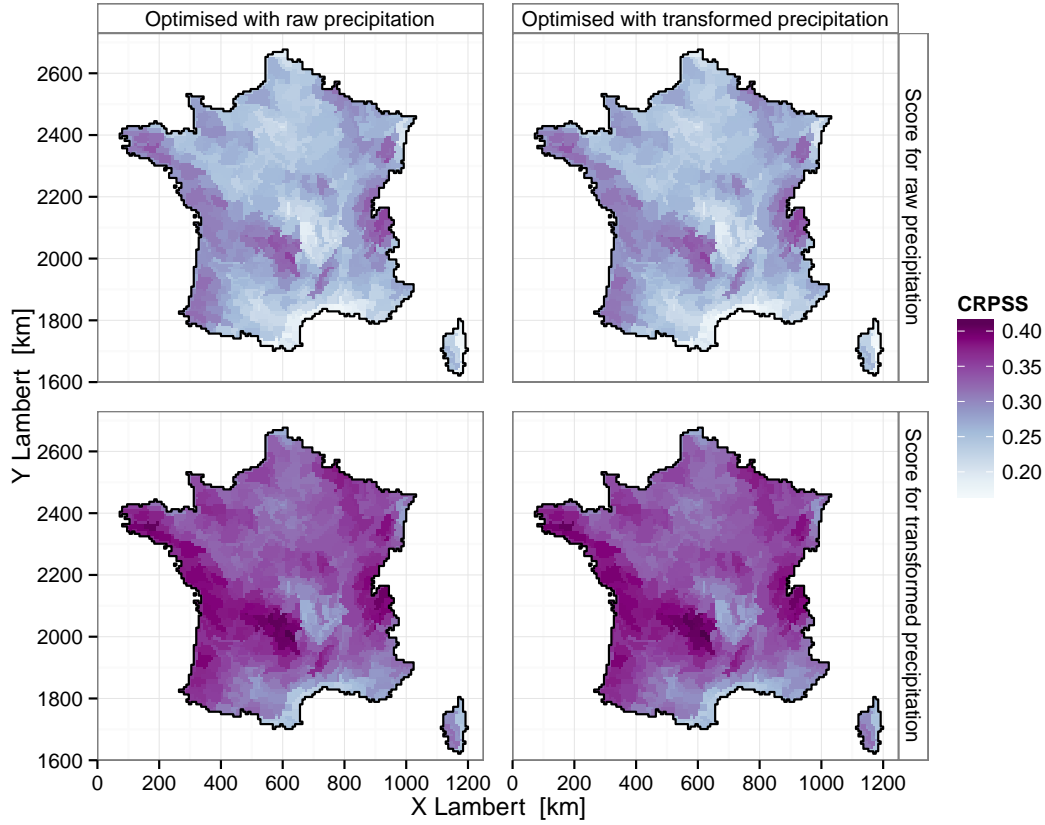 Optimised with raw precipitation
Optimised with transformed precipitation
2600
2400
2200
2000
1800
1600
Score for raw precipitation
2600
2400
2200
2000
1800
1600
Score for transformed precipitation
Y Lambert [km]
0 200 400 600 800 1000 1200
0 200 400 600 800 1000 1200
X Lambert [km]
CRPSS
0.40
0.35
0.30
0.25
0.20